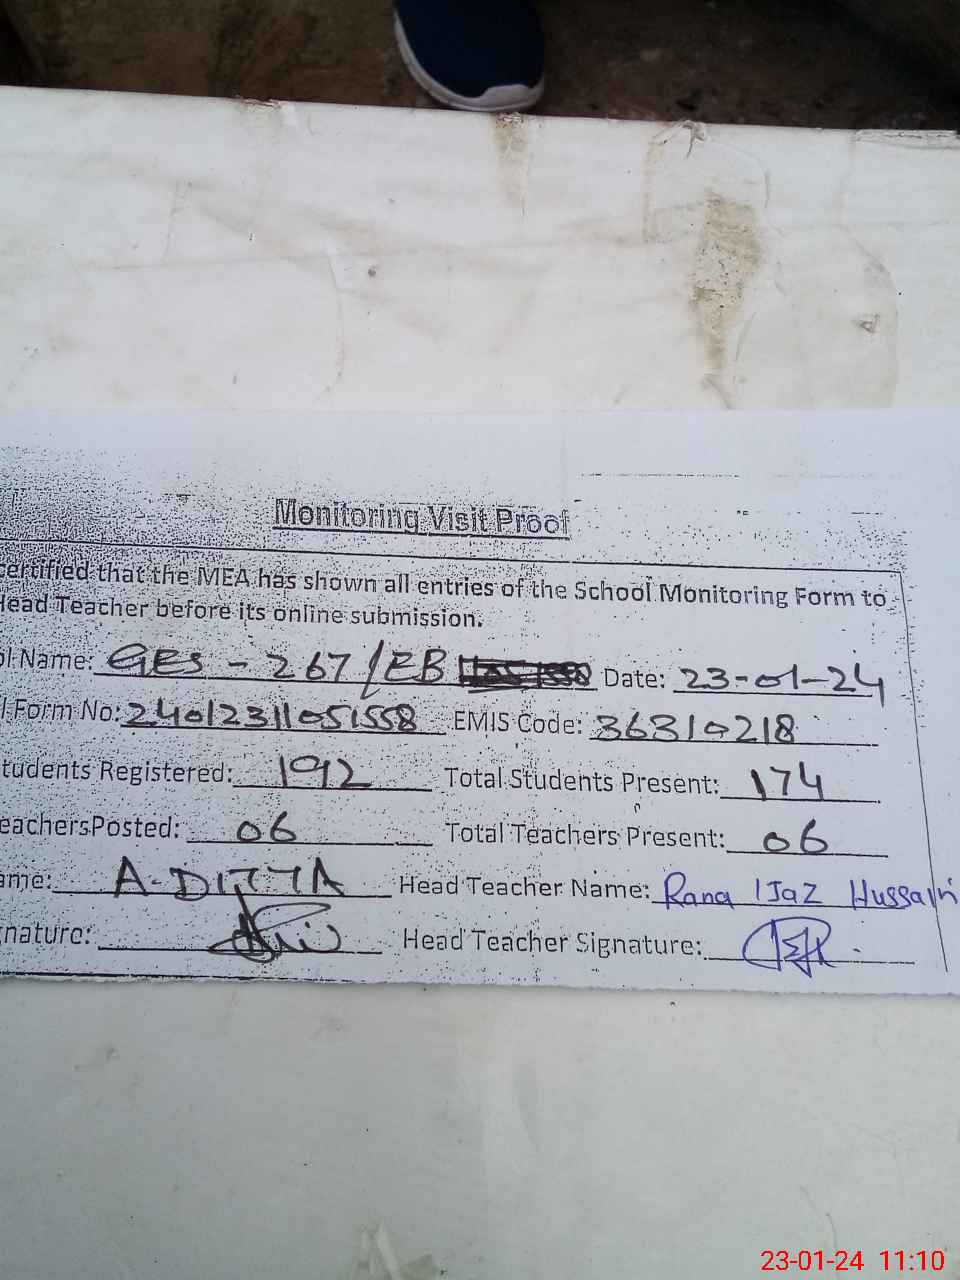 Monitoring Visit Proof
certified that the MEA has shown all entries of the School Monitoring Form to
Head Teacher before its online submission.
ol Name: GES - 267/EB Date: 23-01-24
l Form No: 24012311051558 EMIS Code: 36310218
tudents Registered: 192 Total Students Present: 174
eachersPosted: 06 Total Teachers Present: 06
ame: A-DITTA Head Teacher Name: Rana IJaZ Hussain
nature: Head Teacher Signature:
23-01-24 11:10